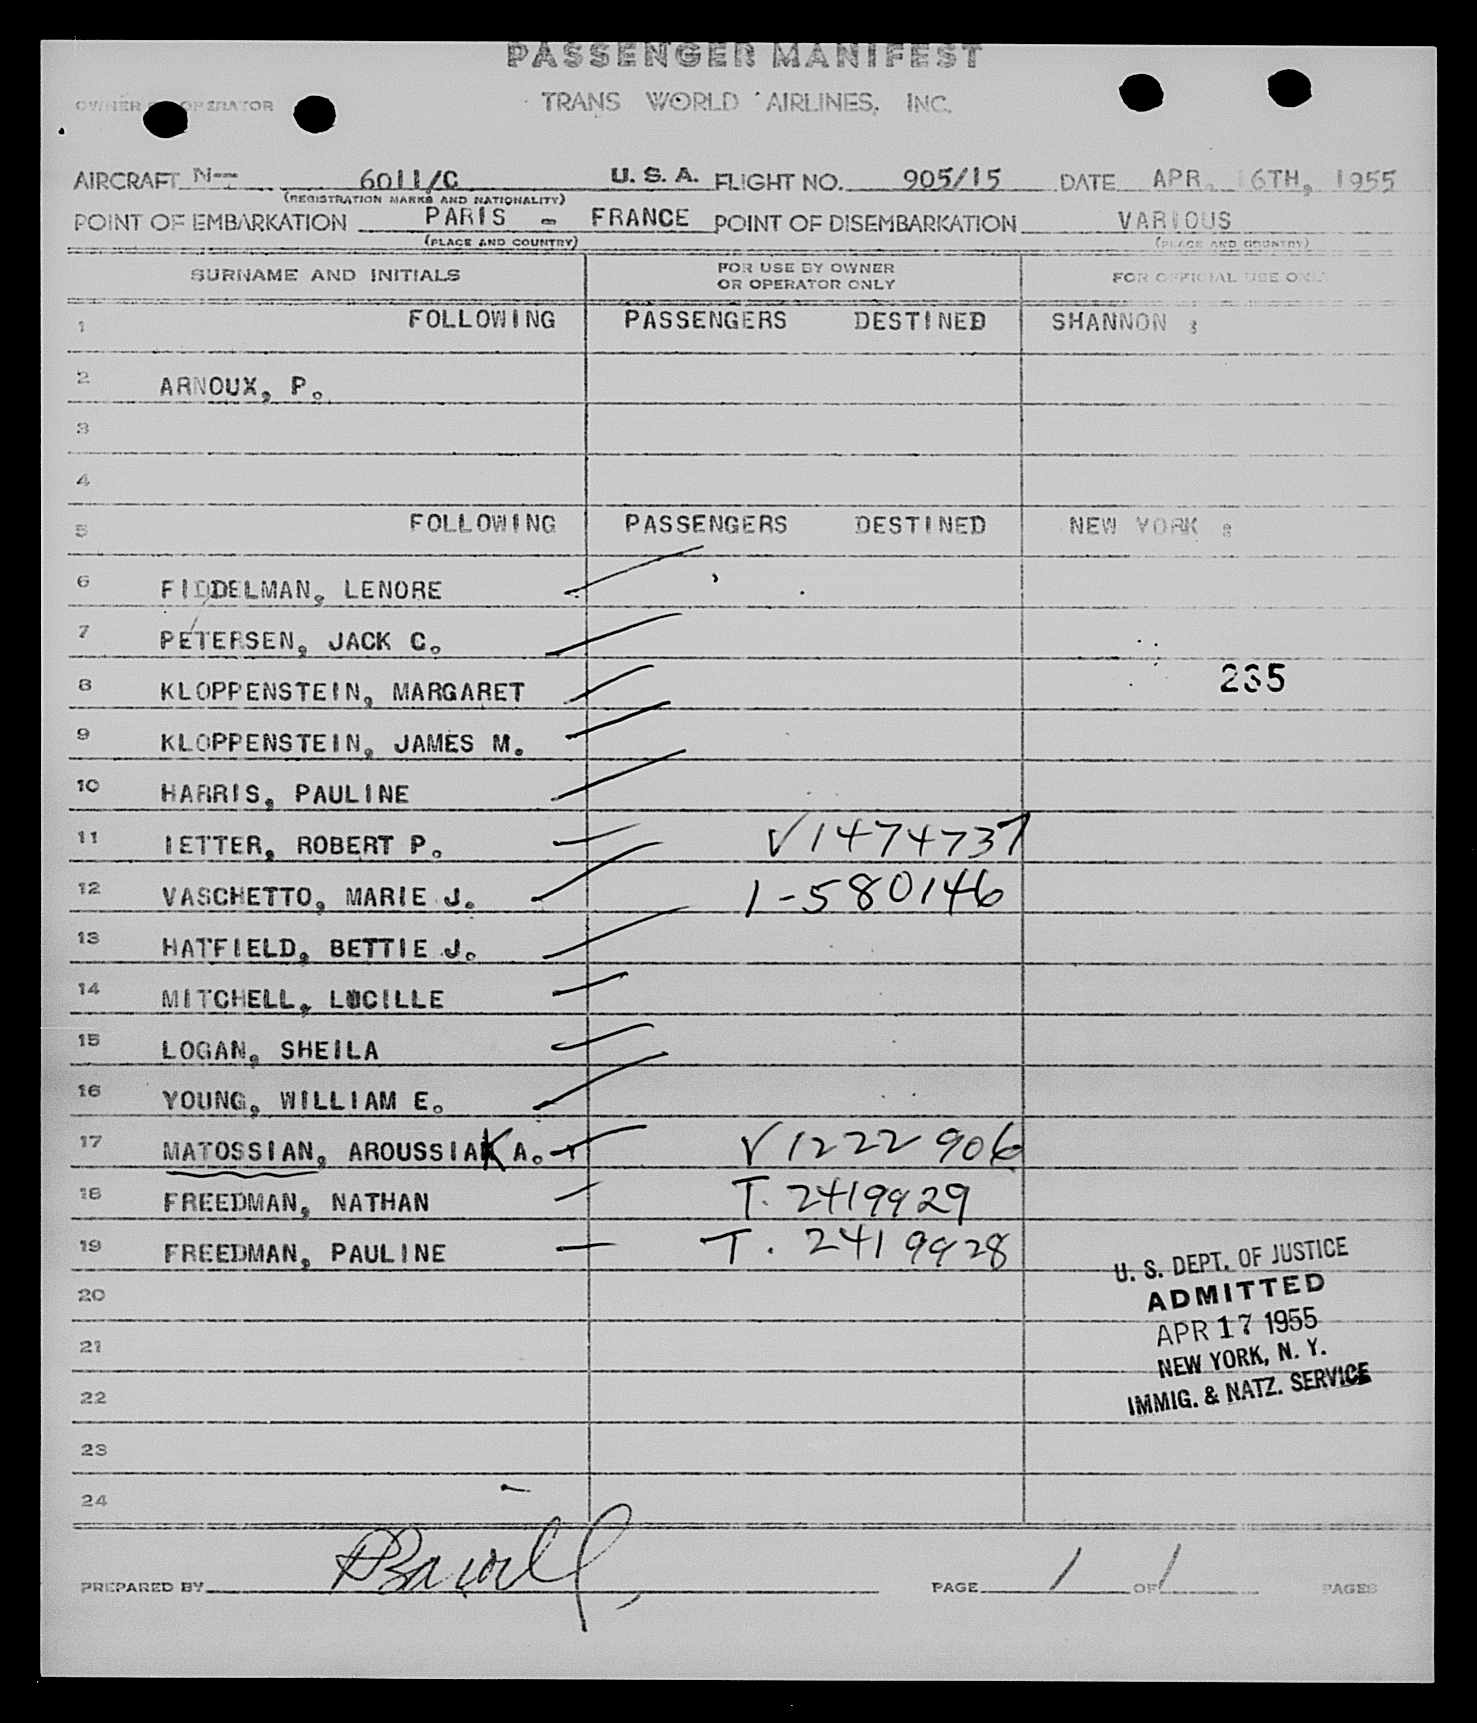 PASSENGER MANIFEST
OWNER OR OPERATOR TRANS WORLD AIRLINES, INC.
AIRCRAFT N-- 6011/C U. S. A. FLIGHT NO. 905/15 DATE APR. 16TH, 1955
(REGISTRATION MARKS AND NATIONALITY)
POINT OF EMBARKATION PARIS - FRANCE POINT OF DISEMBARKATION VARIOUS
(PLACE AND COUNTRY) (PLACE AND COUNTRY)
SURNAME AND INITIALS FOR USE BY OWNER OR OPERATOR ONLY FOR OFFICIAL USE ONLY
1 FOLLOWING PASSENGERS DESTINED SHANNON :
2 ARNOUX, P.
3
4
5 FOLLOWING PASSENGERS DESTINED NEW YORK :
6 FIDDELMAN, LENORE
7 PETERSEN, JACK C.
8 KLOPPENSTEIN, MARGARET 235
9 KLOPPENSTEIN, JAMES M.
10 HARRIS, PAULINE
11 IETTER, ROBERT P. V1474737
12 VASCHETTO, MARIE J. 1-580146
13 HATFIELD, BETTIE J.
14 MITCHELL, LUCILLE
15 LOGAN, SHEILA
16 YOUNG, WILLIAM E.
17 MATOSSIAN, AROUSSIAK A. V1222906
18 FREEDMAN, NATHAN T. 2419929
19 FREEDMAN, PAULINE T. 2419928
20
21
22
23
24
U. S. DEPT. OF JUSTICE
ADMITTED
APR 17 1955
NEW YORK, N. Y.
IMMIG. & NATZ. SERVICE
PREPARED BY PAGE 1 OF 1 PAGES